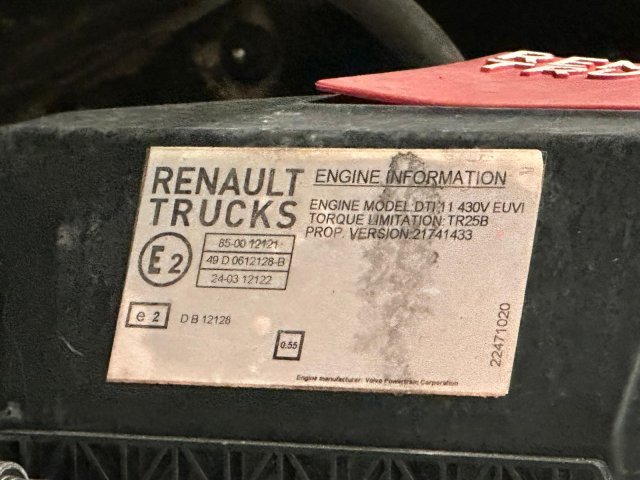 RENAULT
TRUCKS
ENGINE INFORMATION
ENGINE MODEL DTI 11 430V EUVI
TORQUE LIMITATION: TR25B
PROP. VERSION:21741433
E2
85-00 12121
49 D 0612128-B
24-03 12122
e 2
D B 12128
0.55
22471020
Engine manufacturer: Volvo Powertrain Corporation